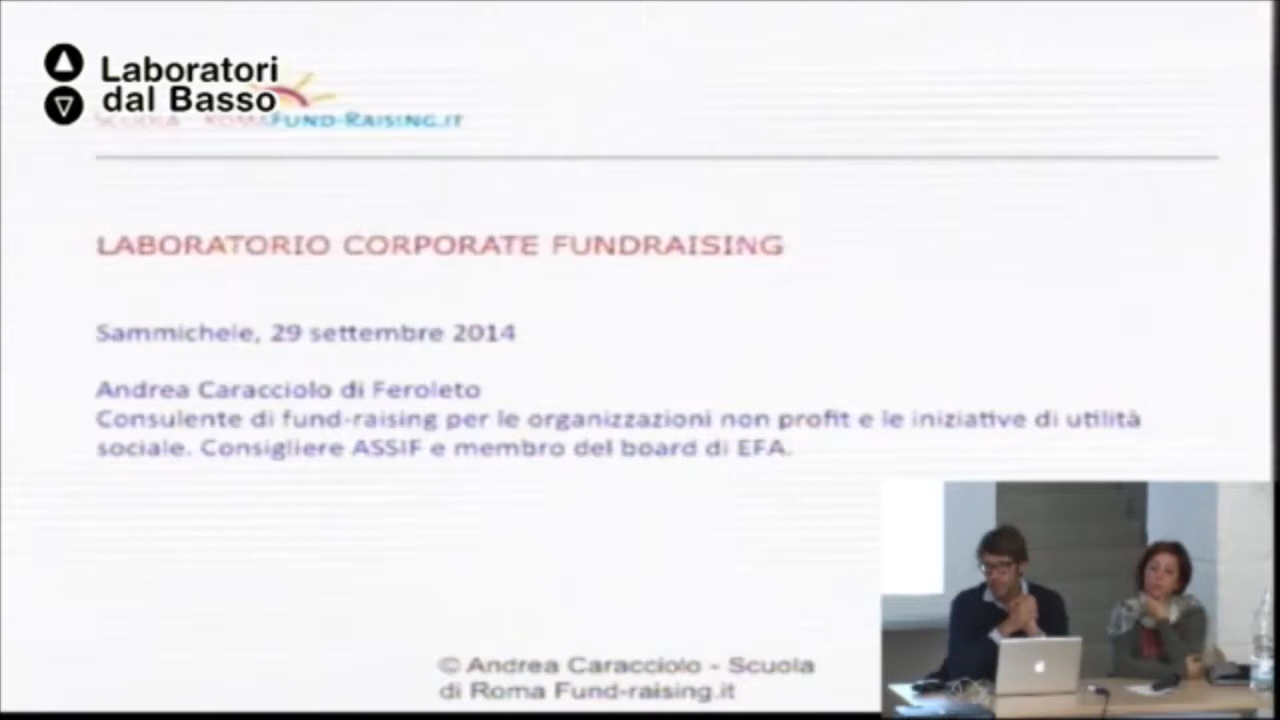 Laboratori
dal Basso
SCUOLA ROMAFUND-RAISING.IT
LABORATORIO CORPORATE FUNDRAISING
Sammichele, 29 settembre 2014
Andrea Caracciolo di Feroleto
Consulente di fund-raising per le organizzazioni non profit e le iniziative di utilità
sociale. Consigliere ASSIF e membro del board di EFA.
© Andrea Caracciolo - Scuola
di Roma Fund-raising.it